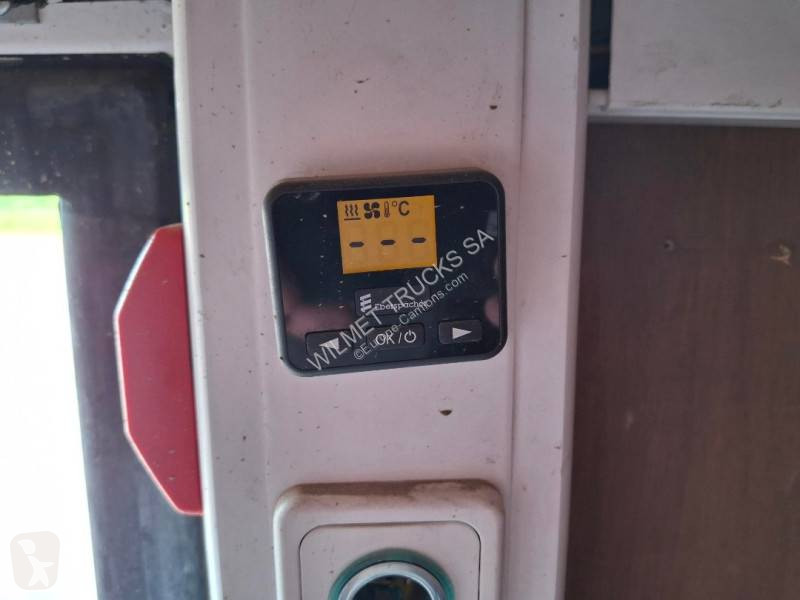 °C
- - -
Eberspächer
OK/
WILMET TRUCKS SA
©Europe-Camions.com